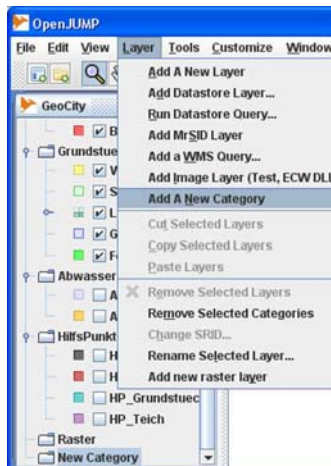 OpenJUMP
File Edit View Layer Tools Customize Window
GeoCity
Add A New Layer
Add Datastore Layer...
Run Datastore Query...
Add MrSID Layer
Add a WMS Query...
Add Image Layer (Test, ECW DLL
Add A New Category
Cut Selected Layers
Copy Selected Layers
Paste Layers
Remove Selected Layers
Remove Selected Categories
Change SRID...
Rename Selected Layer...
Add new raster layer
B
Grundstue
V
S
L
G
F
Abwasser
A
A
HilfsPunkt
H
H
HP_Grundstuec
HP_Teich
Raster
New Category